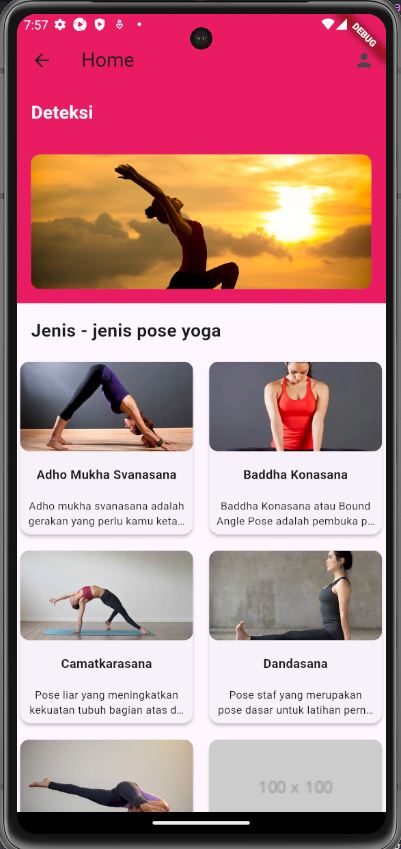 7:57
DEBUG
Home
Deteksi
Jenis - jenis pose yoga
Adho Mukha Svanasana
Adho mukha svanasana adalah
gerakan yang perlu kamu keta...
Baddha Konasana
Baddha Konasana atau Bound
Angle Pose adalah pembuka p...
Camatkarasana
Pose liar yang meningkatkan
kekuatan tubuh bagian atas d...
Dandasana
Pose staf yang merupakan
pose dasar untuk latihan pern...
100 x 100